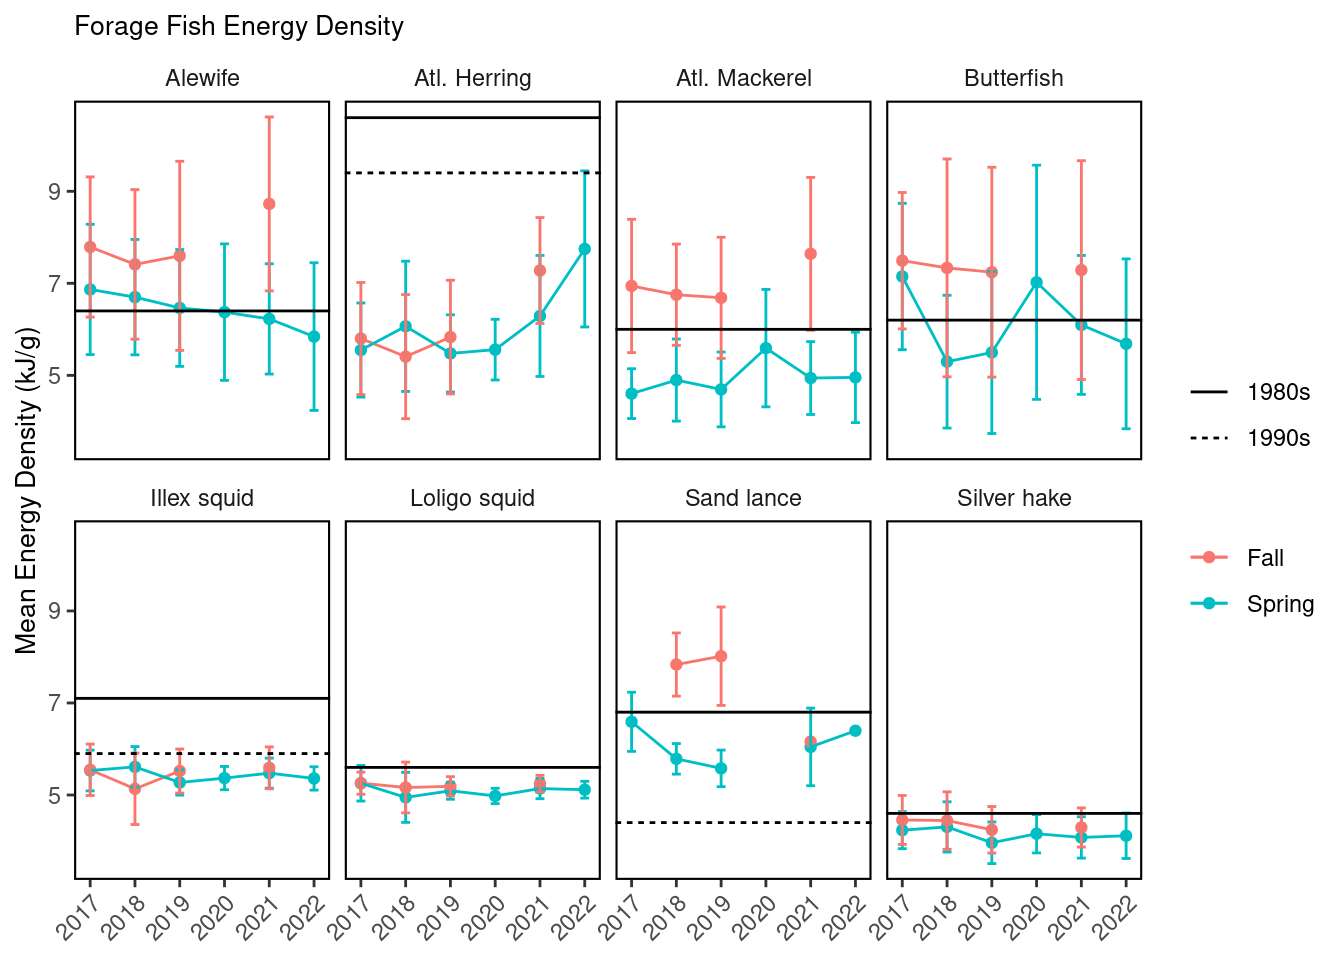 Forage Fish Energy Density
Alewife
Atl. Herring
Atl. Mackerel
Butterfish
9
7
5
Mean Energy Density (kJ/g)
1980s
1990s
Illex squid
Loligo squid
Sand lance
Silver hake
9
7
5
Fall
Spring
2017 2018 2019 2020 2021 2022
2017 2018 2019 2020 2021 2022
2017 2018 2019 2020 2021 2022
2017 2018 2019 2020 2021 2022